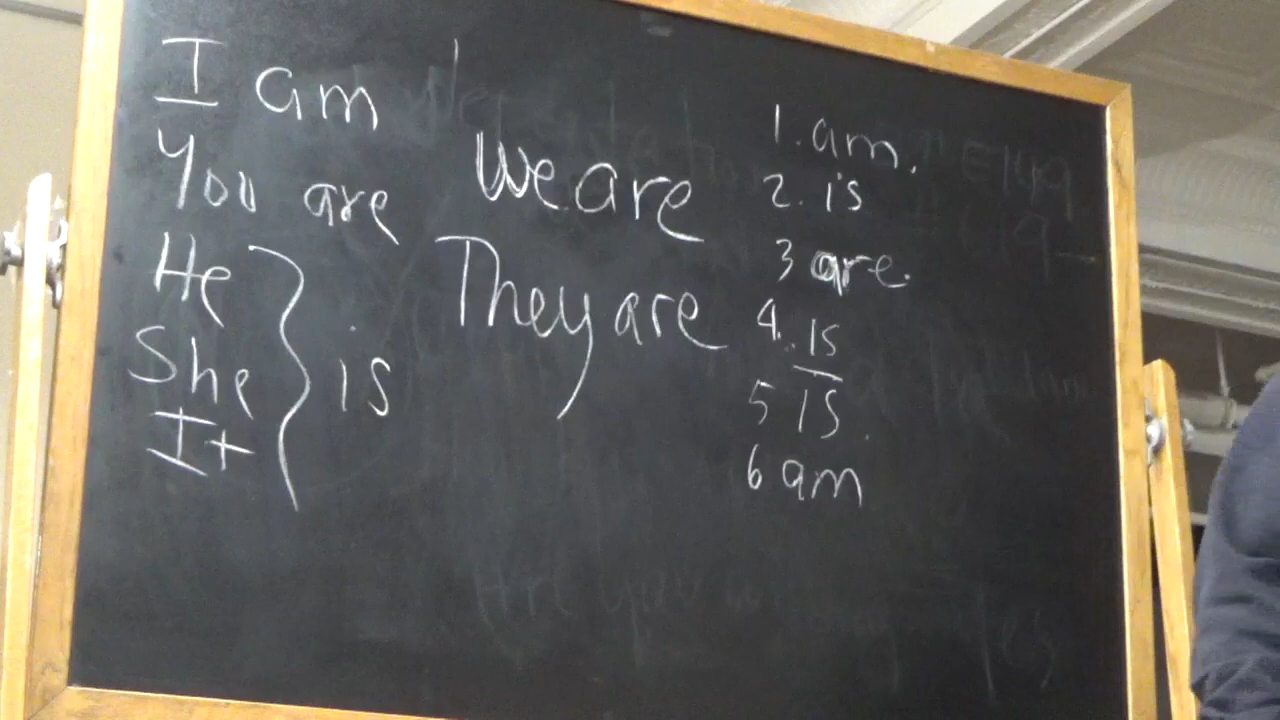 I am
You are
He
She
It
is
We are
They are
1. am.
2. is
3 are.
4. is
5 is.
6 am